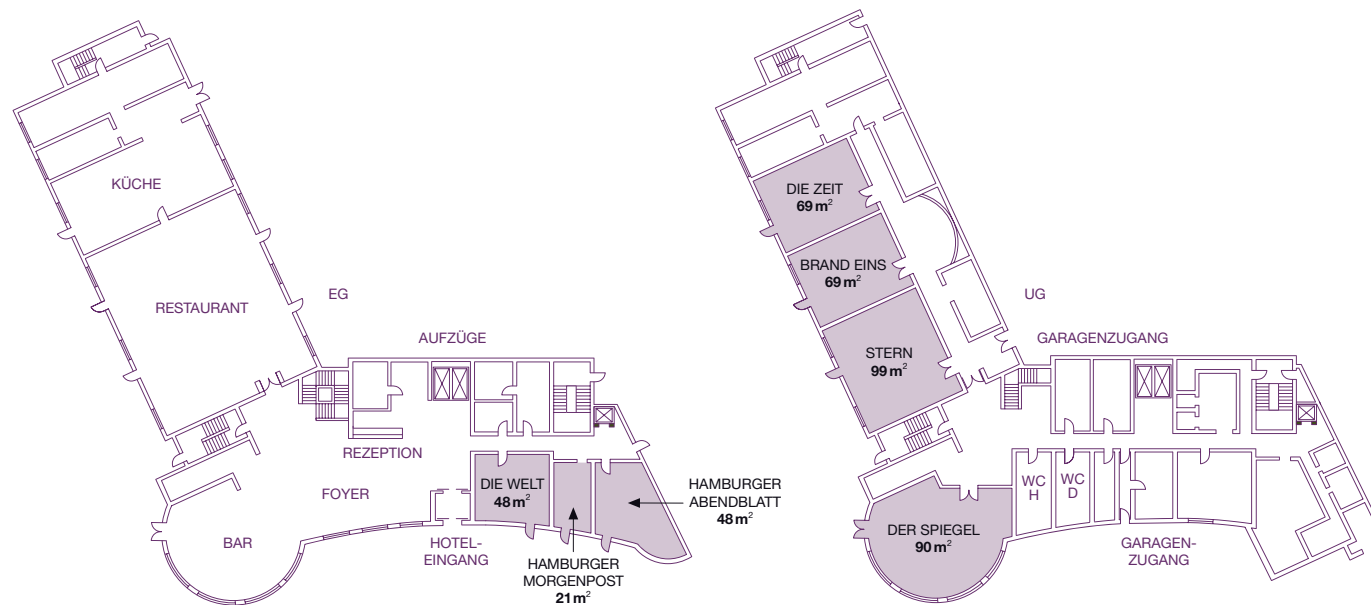 KÜCHE
RESTAURANT
EG
AUFZÜGE
REZEPTION
FOYER
BAR
HOTEL-
EINGANG
DIE WELT
48 m²
HAMBURGER
MORGENPOST
21 m²
HAMBURGER
ABENDBLATT
48 m²
DIE ZEIT
69 m²
BRAND EINS
69 m²
STERN
99 m²
UG
GARAGENZUGANG
WC
H
WC
D
DER SPIEGEL
90 m²
GARAGEN-
ZUGANG